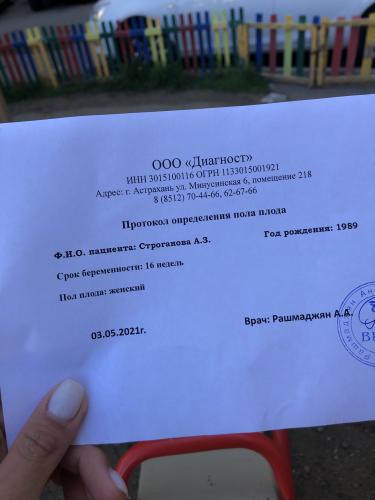 ООО «Диагност»
ИНН 3015100116 ОГРН 1133015001921
Адрес: г. Астрахань ул. Минусинская 6, помещение 218
8 (8512) 70-44-66, 62-67-66
Протокол определения пола плода
Ф.И.О. пациента: Строганова А.З. Год рождения: 1989
Срок беременности: 16 недель
Пол плода: женский
03.05.2021г. Врач: Рашмаджян А.А.